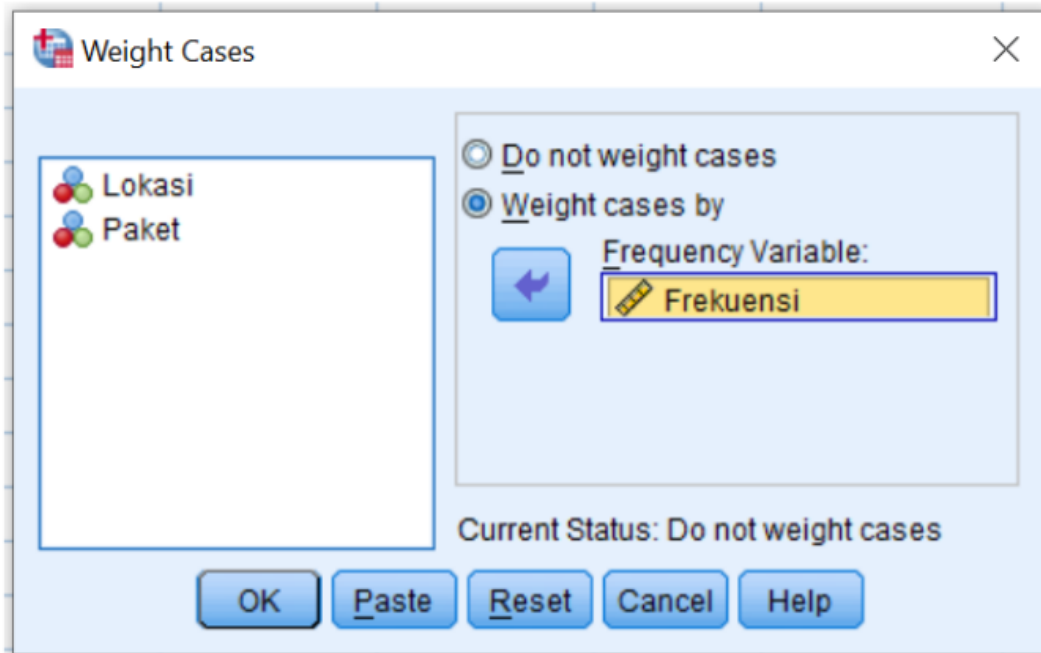 Weight Cases
Lokasi
Paket
Do not weight cases
Weight cases by
Frequency Variable:
Frekuensi
Current Status: Do not weight cases
OK Paste Reset Cancel Help